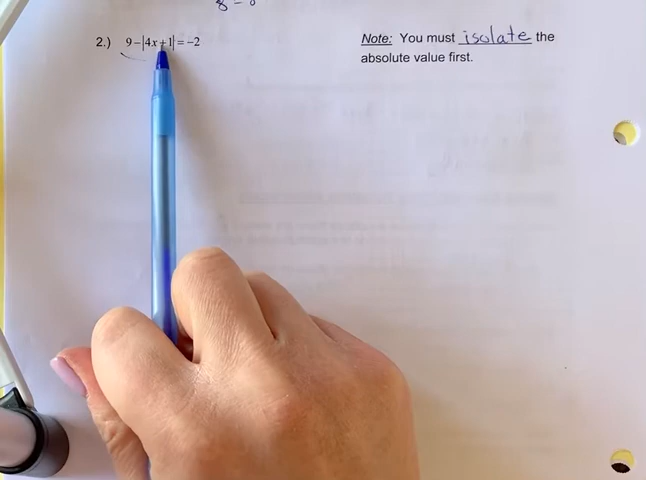 2.) 9-|4x+1|=-2
Note: You must isolate the
absolute value first.